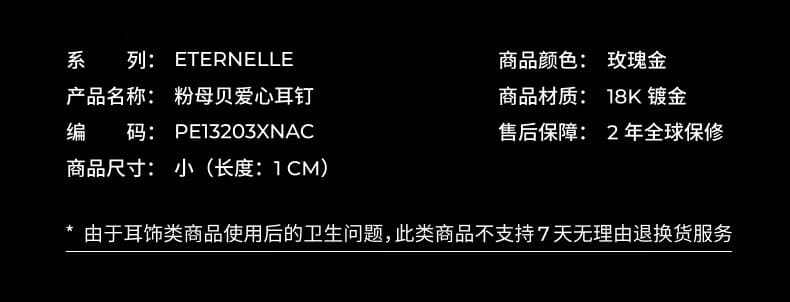 系 列： ETERNELLE
商品颜色： 玫瑰金
产品名称： 粉母贝爱心耳钉
商品材质： 18K 镀金
编 码： PE13203XNAC
售后保障： 2 年全球保修
商品尺寸： 小（长度：1 CM）
* 由于耳饰类商品使用后的卫生问题，此类商品不支持 7 天无理由退换货服务